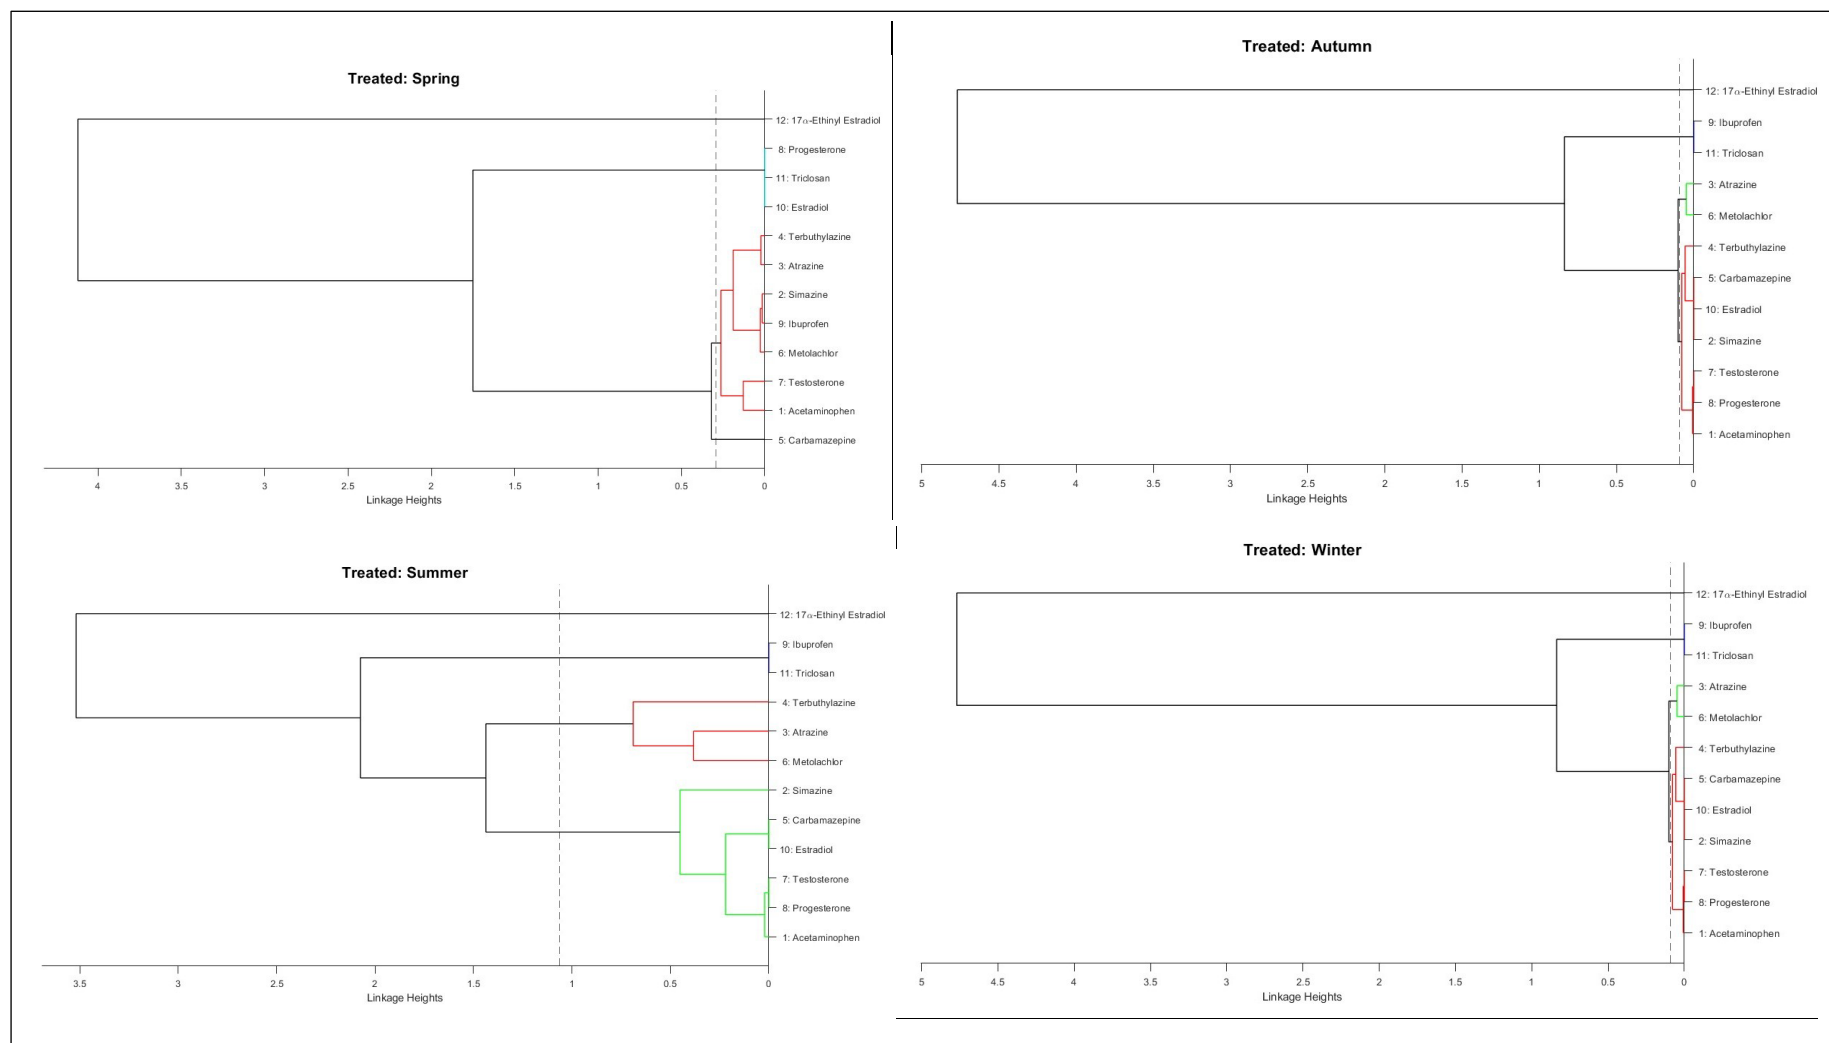 Treated: Spring
12: 17α-Ethinyl Estradiol
8: Progesterone
11: Triclosan
10: Estradiol
4: Terbuthylazine
3: Atrazine
2: Simazine
9: Ibuprofen
6: Metolachlor
7: Testosterone
1: Acetaminophen
5: Carbamazepine
4 3.5 3 2.5 2 1.5 1 0.5 0
Linkage Heights
Treated: Autumn
12: 17α-Ethinyl Estradiol
9: Ibuprofen
11: Triclosan
3: Atrazine
6: Metolachlor
4: Terbuthylazine
5: Carbamazepine
10: Estradiol
2: Simazine
7: Testosterone
8: Progesterone
1: Acetaminophen
5 4.5 4 3.5 3 2.5 2 1.5 1 0.5 0
Linkage Heights
Treated: Summer
12: 17α-Ethinyl Estradiol
9: Ibuprofen
11: Triclosan
4: Terbuthylazine
3: Atrazine
6: Metolachlor
2: Simazine
5: Carbamazepine
10: Estradiol
7: Testosterone
8: Progesterone
1: Acetaminophen
3.5 3 2.5 2 1.5 1 0.5 0
Linkage Heights
Treated: Winter
12: 17α-Ethinyl Estradiol
9: Ibuprofen
11: Triclosan
3: Atrazine
6: Metolachlor
4: Terbuthylazine
5: Carbamazepine
10: Estradiol
2: Simazine
7: Testosterone
8: Progesterone
1: Acetaminophen
5 4.5 4 3.5 3 2.5 2 1.5 1 0.5 0
Linkage Heights